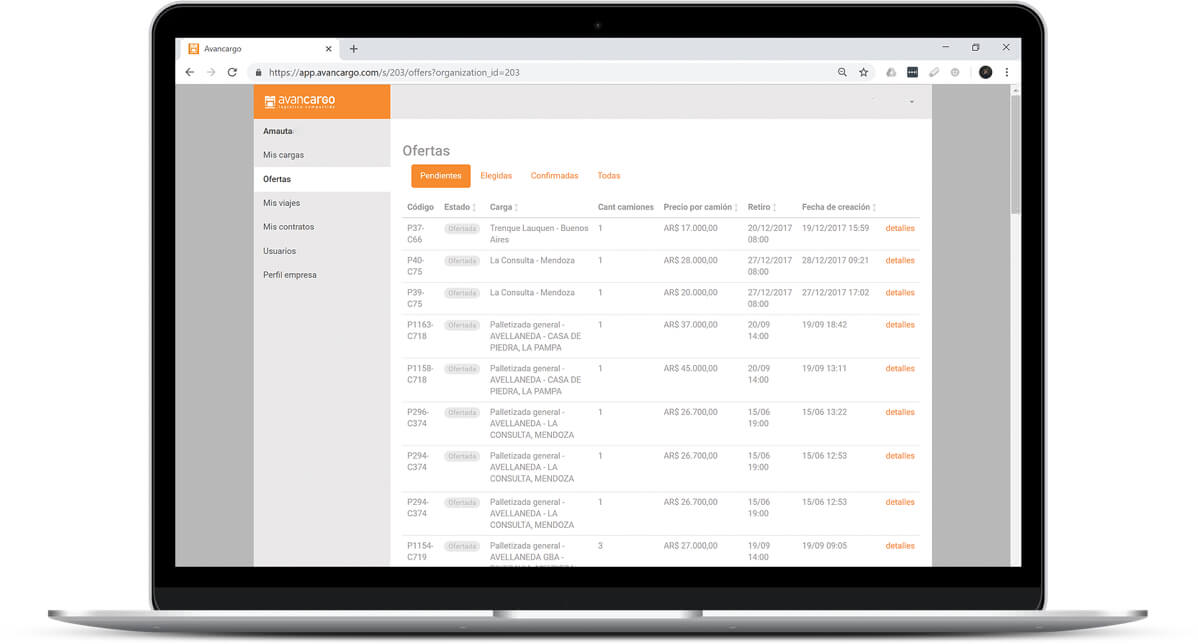 Avancargo
https://app.avancargo.com/s/203/offers?organization_id=203
avancargo
logística compartida
Amauta
Mis cargas
Ofertas
Mis viajes
Mis contratos
Usuarios
Perfil empresa
Ofertas
Pendientes Elegidas Confirmadas Todas
Código Estado Carga Cant camiones Precio por camión Retiro Fecha de creación
P37- Ofertada Trenque Lauquen - Buenos 1 AR$ 17.000,00 20/12/2017 19/12/2017 15:59 detalles
C66 Aires 08:00
P40- Ofertada La Consulta - Mendoza 1 AR$ 28.000,00 27/12/2017 28/12/2017 09:21 detalles
C75 08:00
P39- Ofertada La Consulta - Mendoza 1 AR$ 20.000,00 27/12/2017 27/12/2017 17:02 detalles
C75 08:00
P1163- Ofertada Palletizada general - 1 AR$ 37.000,00 20/09 19/09 18:42 detalles
C718 AVELLANEDA - CASA DE 14:00
PIEDRA, LA PAMPA
P1158- Ofertada Palletizada general - 1 AR$ 45.000,00 20/09 19/09 13:11 detalles
C718 AVELLANEDA - CASA DE 14:00
PIEDRA, LA PAMPA
P296- Ofertada Palletizada general - 1 AR$ 26.700,00 15/06 15/06 13:22 detalles
C374 AVELLANEDA - LA 19:00
CONSULTA, MENDOZA
P294- Ofertada Palletizada general - 1 AR$ 26.700,00 15/06 15/06 12:53 detalles
C374 AVELLANEDA - LA 19:00
CONSULTA, MENDOZA
P294- Ofertada Palletizada general - 1 AR$ 26.700,00 15/06 15/06 12:53 detalles
C374 AVELLANEDA - LA 19:00
CONSULTA, MENDOZA
P1154- Ofertada Palletizada general - 3 AR$ 27.000,00 19/09 19/09 09:05 detalles
C719 AVELLANEDA GBA - 14:00